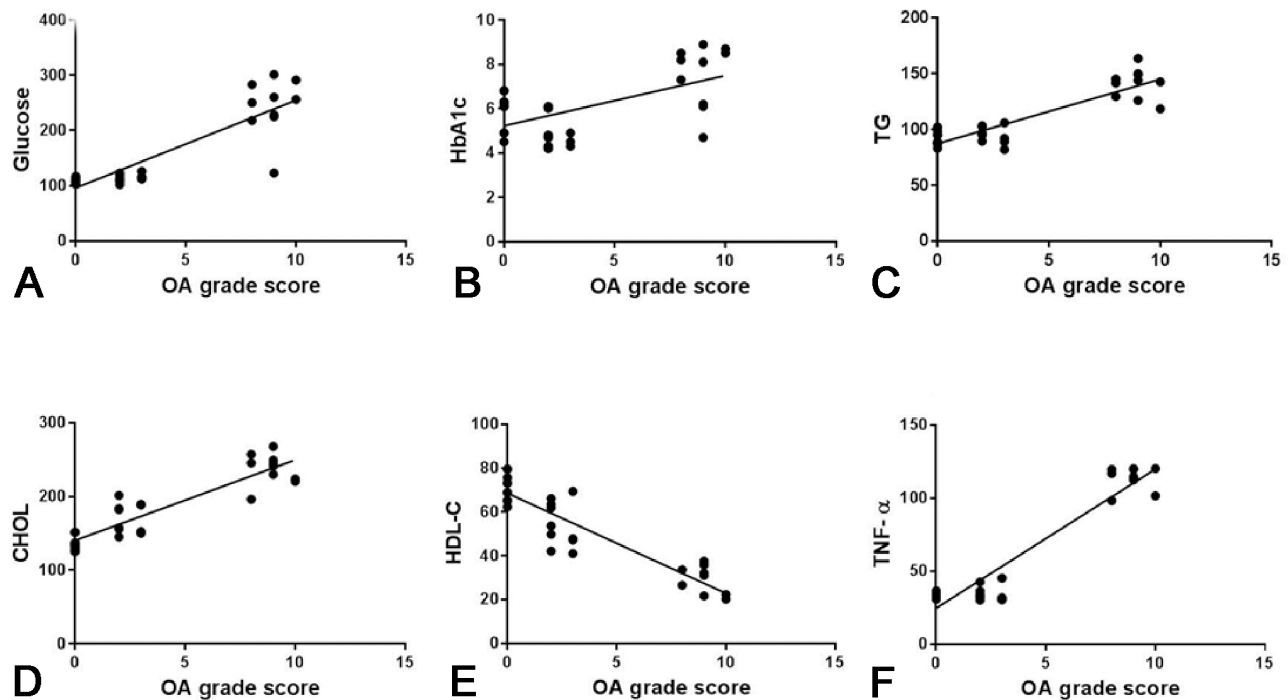 400
300
200
100
0
Glucose
0 5 10 15
A OA grade score
10
8
6
4
2
0
HbA1c
0 5 10 15
B OA grade score
200
150
100
50
0
TG
0 5 10 15
C OA grade score
300
200
100
0
CHOL
0 5 10 15
D OA grade score
100
80
60
40
20
0
HDL-C
0 5 10 15
E OA grade score
150
100
50
0
TNF- α
0 5 10 15
F OA grade score